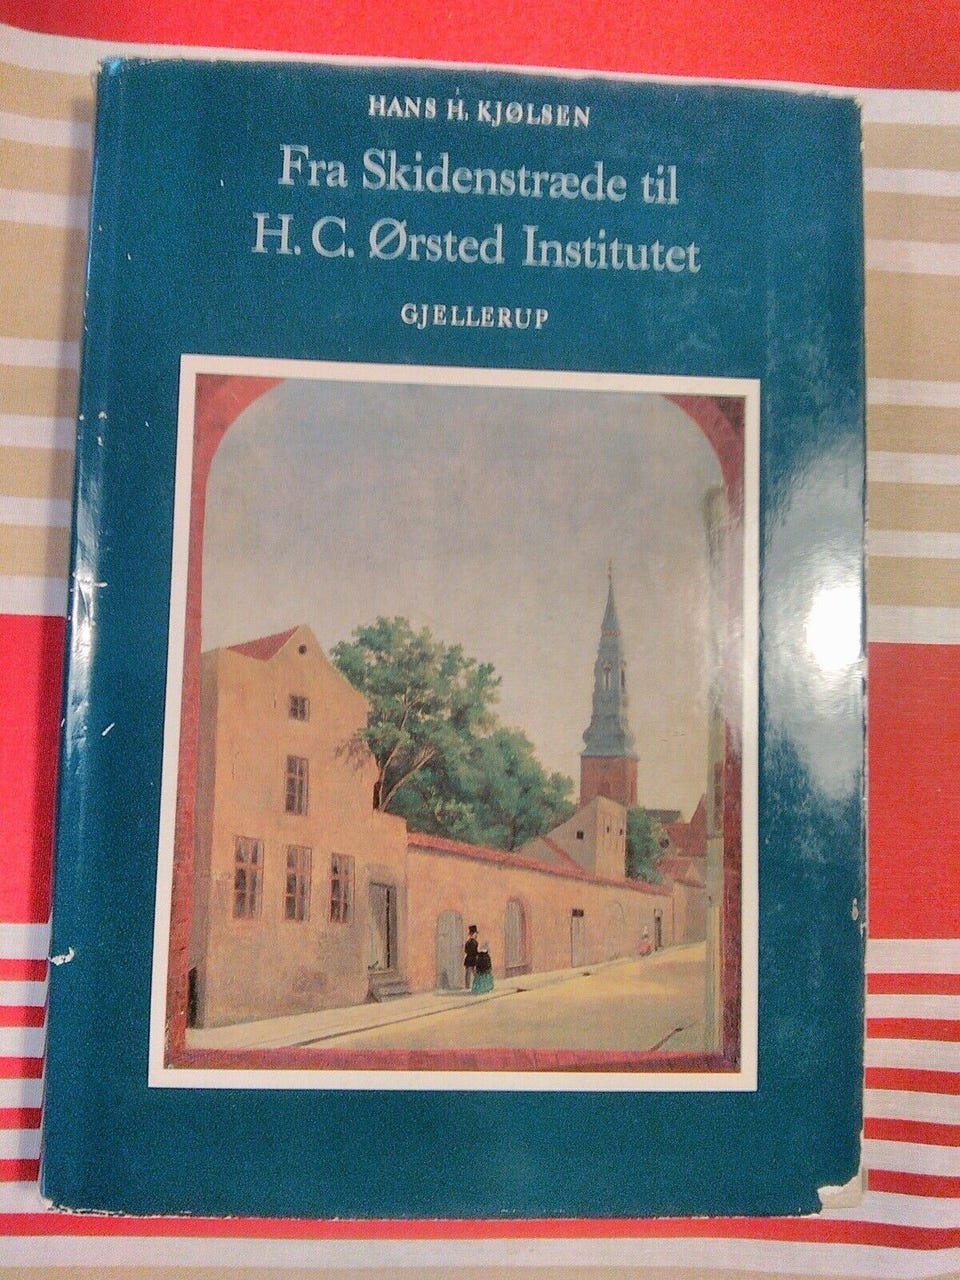 HANS H. KJØLSEN
Fra Skidenstræde til
H. C. Ørsted Institutet
GJELLERUP